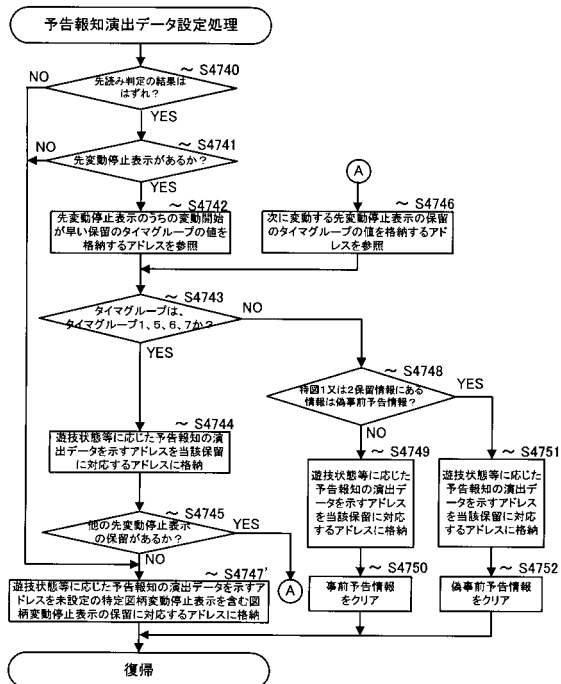 予告報知演出データ設定処理
～ S4740
NO
先読み判定の結果は
はずれ？
YES
～ S4741
NO
先変動停止表示があるか？
A
YES
～ S4742
～ S4746
先変動停止表示のうちの変動開始
が早い保留のタイマグループの値を
格納するアドレスを参照
次に変動する先変動停止表示の保留
のタイマグループの値を格納するアド
レスを参照
～ S4743
NO
タイマグループは、
タイマグループ1、5、6、7か？
YES
～ S4748
特図1又は2保留情報にある
情報は偽事前予告情報？
YES
NO
～ S4744
～ S4749
～ S4751
遊技状態等に応じた予告報知の演
出データを示すアドレスを当該保留
に対応するアドレスに格納
遊技状態等に応じた
予告報知の演出デー
タを示すアドレス
を当該保留に対応
するアドレスに格納
遊技状態等に応じた
予告報知の演出デー
タを示すアドレスを
当該保留に対応する
アドレスに格納
～ S4745
他の先変動停止表示
の保留があるか？
YES
NO
～ S4747'
～ S4750
～ S4752
遊技状態等に応じた予告報知の演出データを示すアド
レスを未設定の特定図柄変動停止表示を含む図
柄変動停止表示の保留に対応するアドレスに格納
A
事前予告情報
をクリア
偽事前予告情報
をクリア
復帰